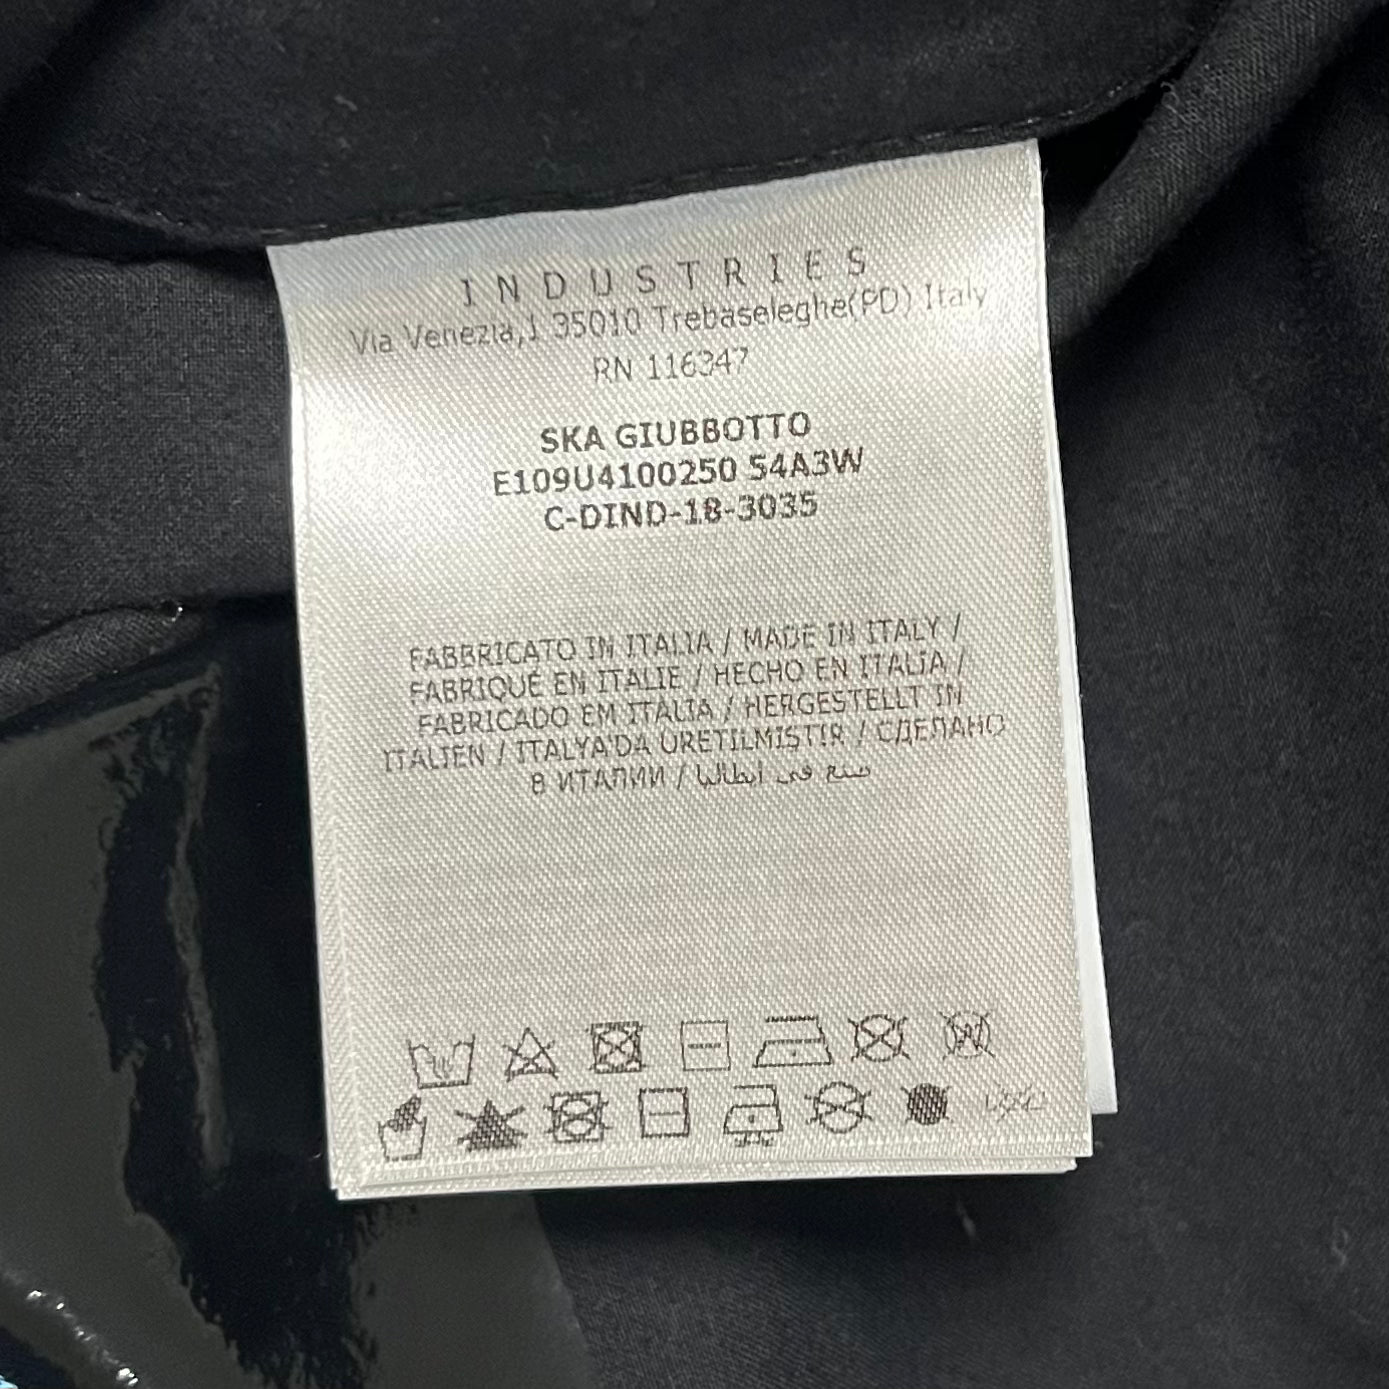 INDUSTRIES
Via Venezia,1 35010 Trebaseleghe(PD) Italy
RN 116347
SKA GIUBBOTTO
E109U4100250 54A3W
C-DIND-18-3035
FABBRICATO IN ITALIA / MADE IN ITALY /
FABRIQUÉ EN ITALIE / HECHO EN ITALIA /
FABRICADO EM ITALIA / HERGESTELLT IN
ITALIEN / ITALYA'DA URETILMISTIR / СДЕЛАНО
В ИТАЛИИ / صنع في ايطاليا
W